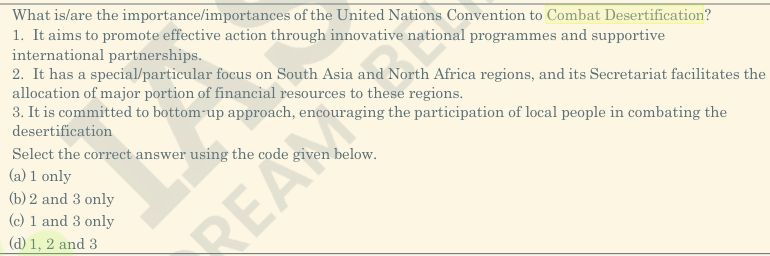 What is/are the importance/importances of the United Nations Convention to Combat Desertification?
1. It aims to promote effective action through innovative national programmes and supportive
international partnerships.
2. It has a special/particular focus on South Asia and North Africa regions, and its Secretariat facilitates the
allocation of major portion of financial resources to these regions.
3. It is committed to bottom-up approach, encouraging the participation of local people in combating the
desertification
Select the correct answer using the code given below.
(a) 1 only
(b) 2 and 3 only
(c) 1 and 3 only
(d) 1, 2 and 3
IAS
DREAM BELI